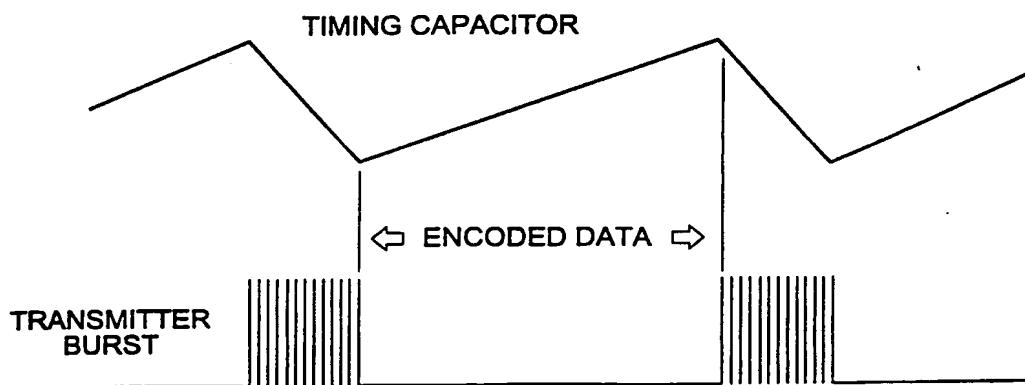 TIMING CAPACITOR
ENCODED DATA
TRANSMITTER
BURST